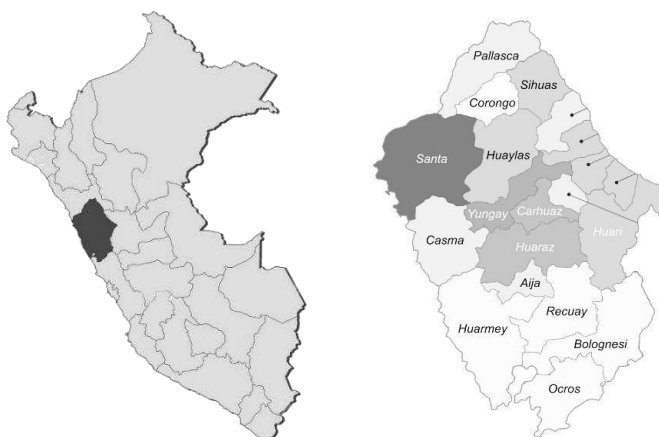 Pallasca
Sihuas
Corongo
Santa
Huaylas
Yungay
Carhuaz
Casma
Huaraz
Huari
Aija
Huarmey
Recuay
Bolognesi
Ocros